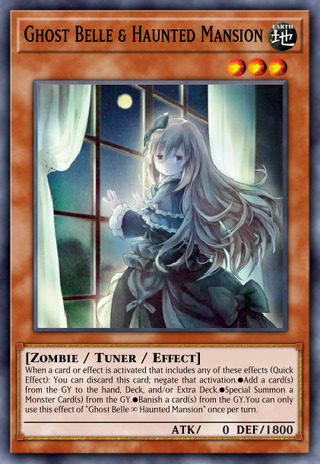 GHOST BELLE & HAUNTED MANSION
EARTH
地
[ZOMBIE / TUNER / EFFECT]
When a card or effect is activated that includes any of these effects (Quick
Effect): You can discard this card; negate that activation.●Add a card(s)
from the GY to the hand, Deck, and/or Extra Deck.●Special Summon a
Monster Card(s) from the GY.●Banish a card(s) from the GY.You can only
use this effect of "Ghost Belle ∞ Haunted Mansion" once per turn.
ATK/ 0 DEF/1800